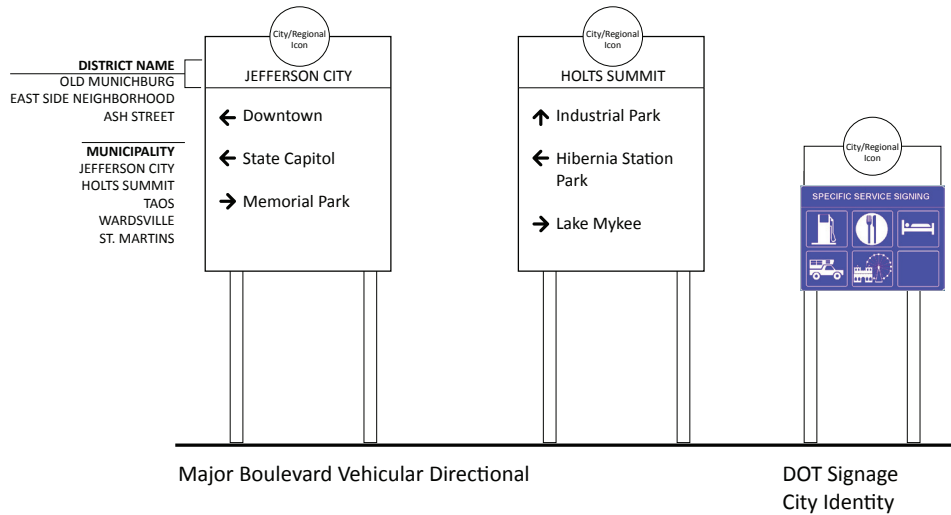 DISTRICT NAME
OLD MUNICHBURG
EAST SIDE NEIGHBORHOOD
ASH STREET
MUNICIPALITY
JEFFERSON CITY
HOLTS SUMMIT
TAOS
WARDSVILLE
ST. MARTINS
City/Regional
Icon
JEFFERSON CITY
Downtown
State Capitol
Memorial Park
City/Regional
Icon
HOLTS SUMMIT
Industrial Park
Hibernia Station
Park
Lake Mykee
City/Regional
Icon
SPECIFIC SERVICE SIGNING
Major Boulevard Vehicular Directional
DOT Signage
City Identity